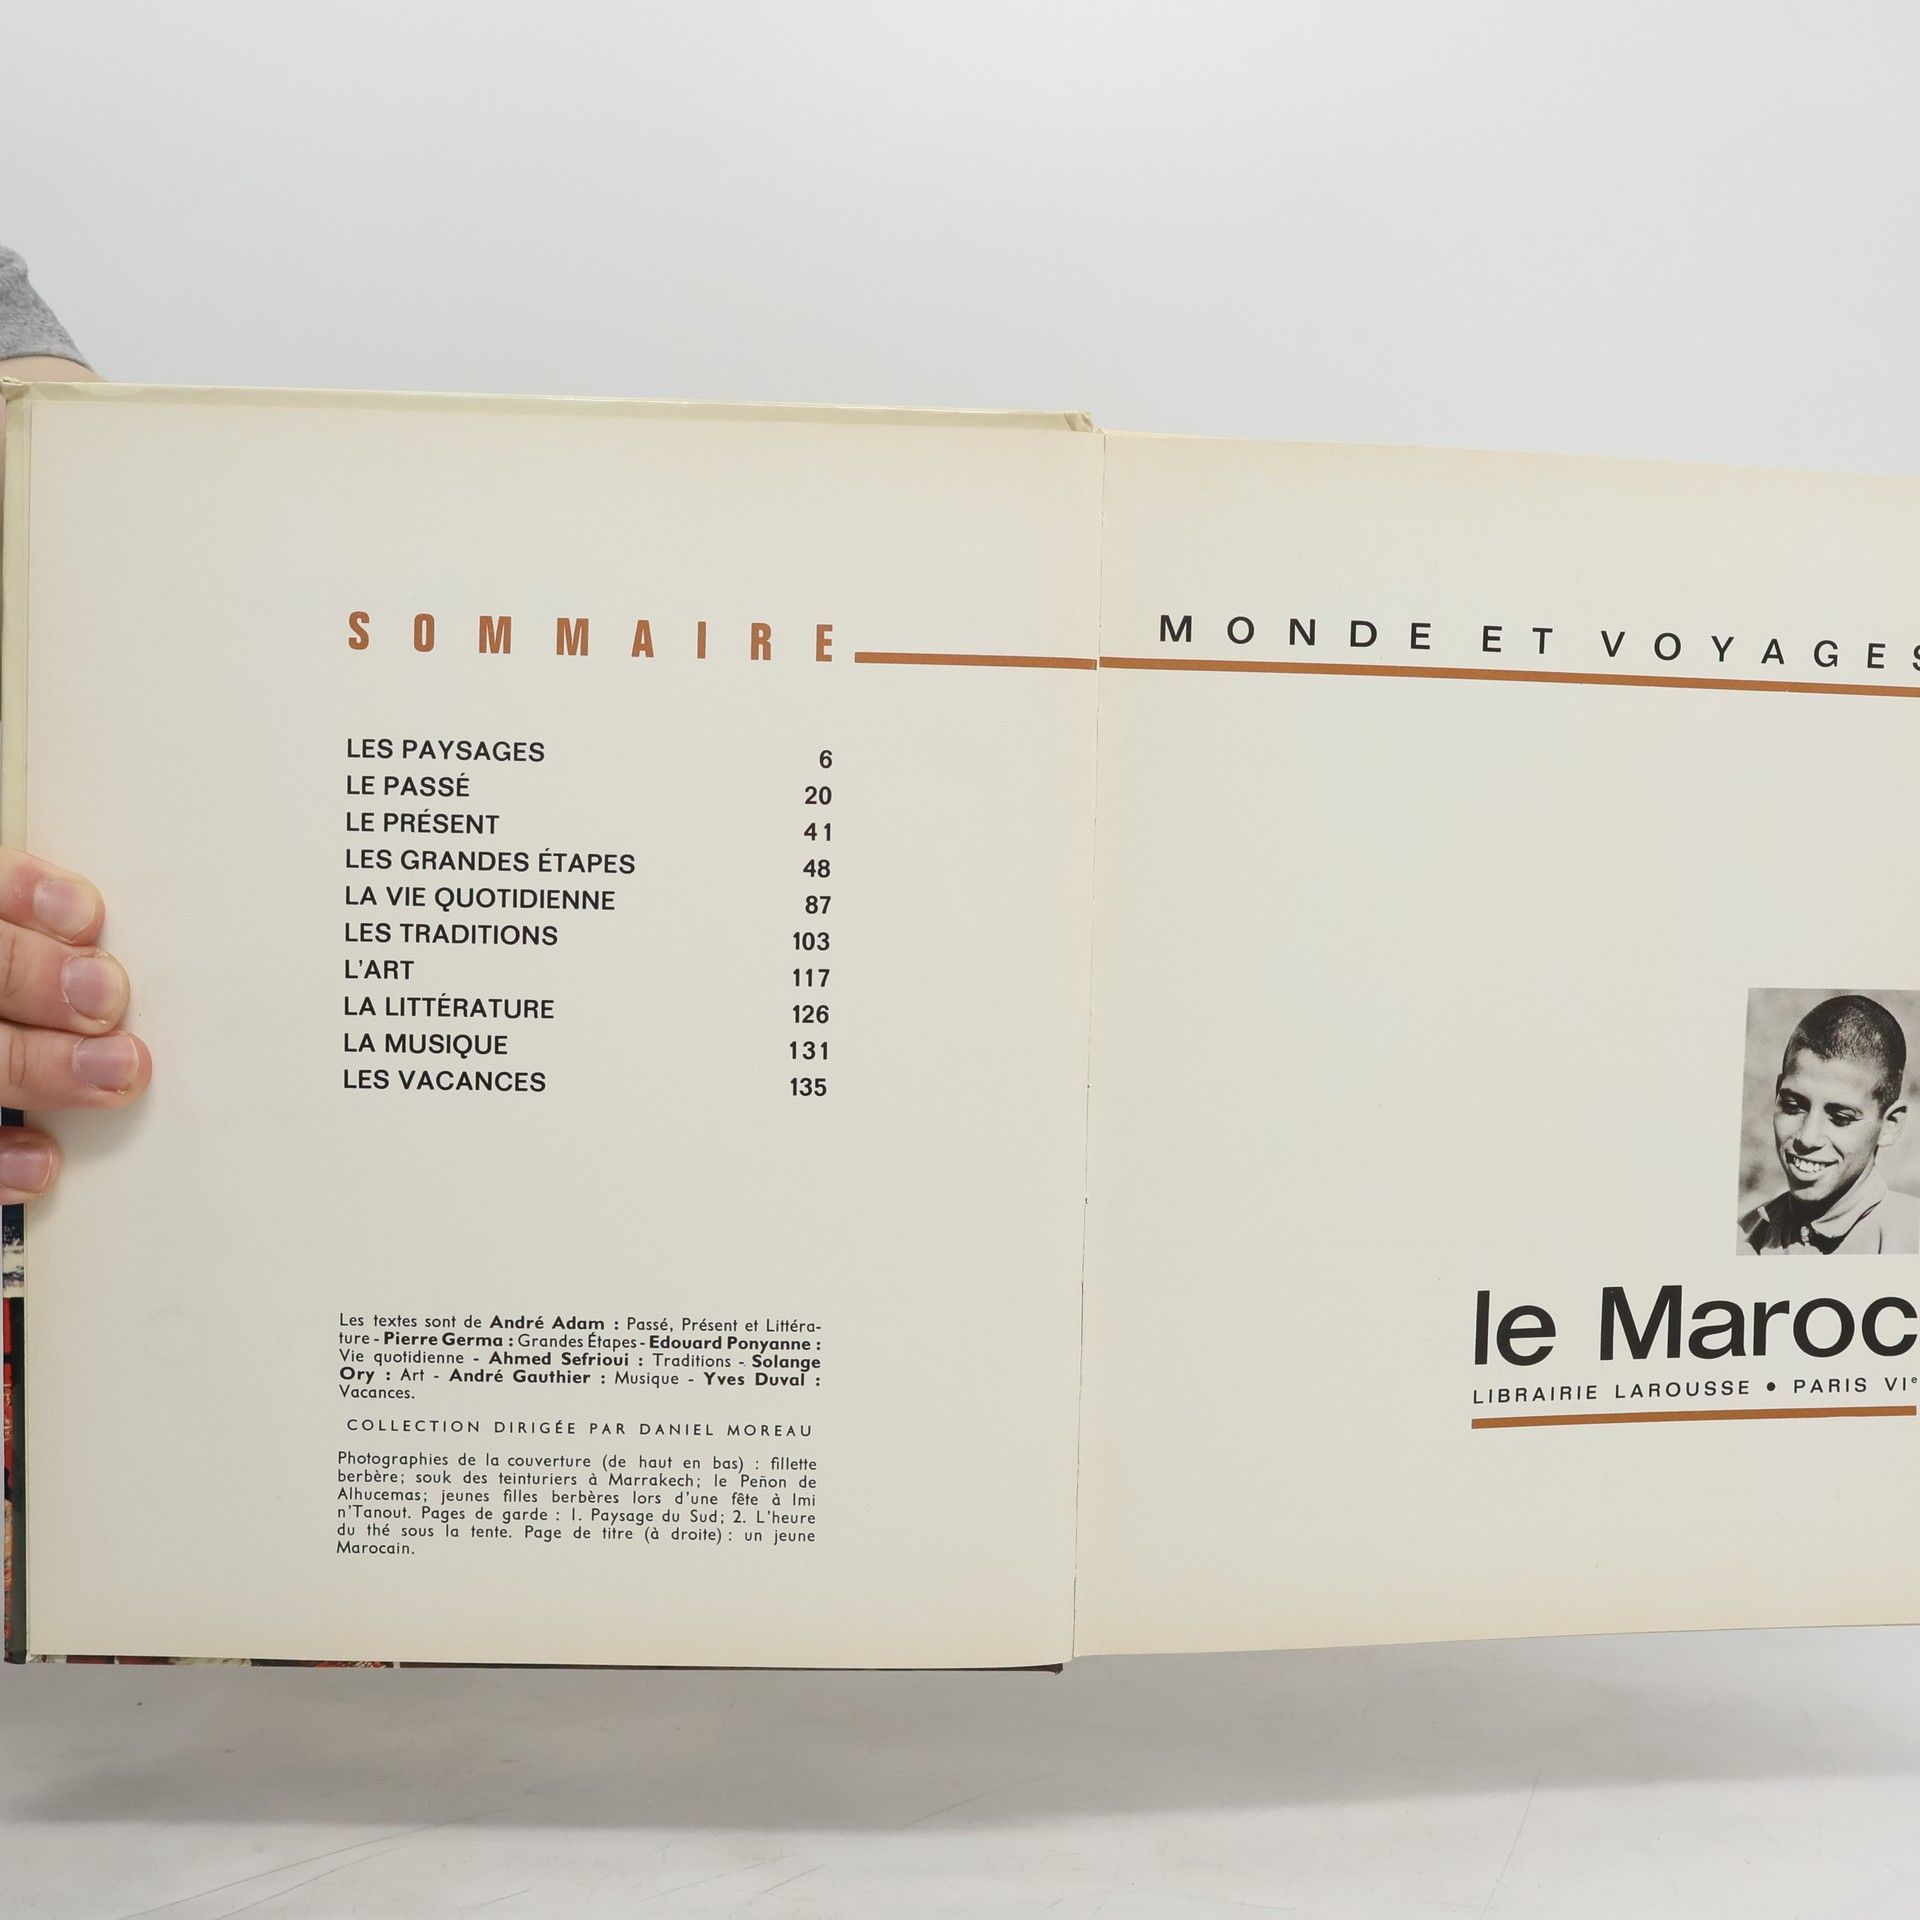 SOMMAIRE
LES PAYSAGES 6
LE PASSÉ 20
LE PRÉSENT 41
LES GRANDES ÉTAPES 48
LA VIE QUOTIDIENNE 87
LES TRADITIONS 103
L'ART 117
LA LITTÉRATURE 126
LA MUSIQUE 131
LES VACANCES 135
Les textes sont de André Adam : Passé, Présent et Littéra-
ture - Pierre Germa : Grandes Étapes - Edouard Ponyanne :
Vie quotidienne - Ahmed Sefrioui : Traditions - Solange
Ory : Art - André Gauthier : Musique - Yves Duval :
Vacances.
COLLECTION DIRIGÉE PAR DANIEL MOREAU
Photographies de la couverture (de haut en bas) : fillette
berbère; souk des teinturiers à Marrakech; le Peñon de
Alhucemas; jeunes filles berbères lors d'une fête à Imi
n'Tanout. Pages de garde : 1. Paysage du Sud; 2. L'heure
du thé sous la tente. Page de titre (à droite) : un jeune
Marocain.
MONDE ET VOYAGES
le Maroc
LIBRAIRIE LAROUSSE • PARIS VIe